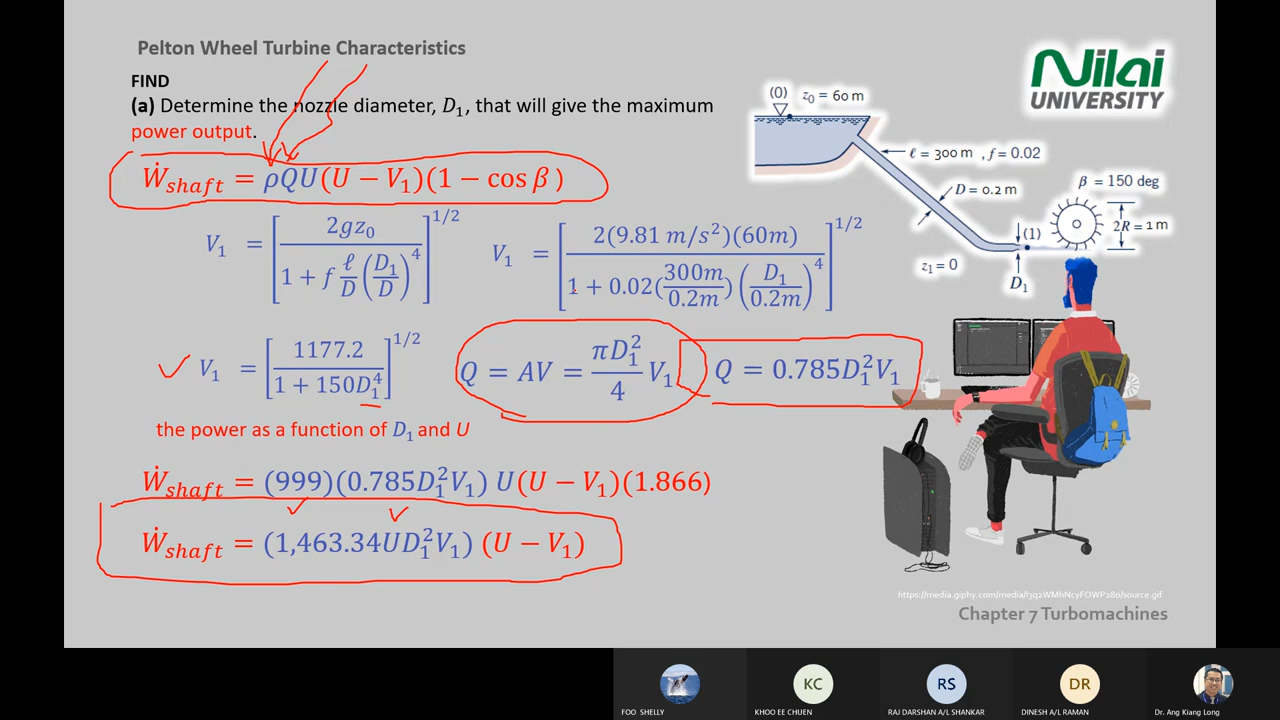 Pelton Wheel Turbine Characteristics
FIND
(a) Determine the nozzle diameter, D₁, that will give the maximum
power output.
Ẇshaft = ρQU(U − V₁)(1 − cos β)
V₁ = [2gz₀ / (1 + f ℓ/D (D₁/D)⁴)]^1/2
V₁ = [2(9.81 m/s²)(60m) / (1 + 0.02(300m/0.2m) (D₁/0.2m)⁴)]^1/2
V₁ = [1177.2 / (1 + 150D₁⁴)]^1/2
Q = AV = πD₁²/4 V₁
Q = 0.785D₁²V₁
the power as a function of D₁ and U
Ẇshaft = (999)(0.785D₁²V₁) U(U − V₁)(1.866)
Ẇshaft = (1,463.34UD₁²V₁) (U − V₁)
Nilai
UNIVERSITY
(0) z₀ = 60 m
ℓ = 300 m , f = 0.02
D = 0.2 m
β = 150 deg
(1)
2R = 1 m
z₁ = 0
D₁
https://media.giphy.com/media/l3q2WMhNcyFOWP28o/source.gif
Chapter 7 Turbomachines
KC
RS
DR
FOO SHELLY
KHOO EE CHUEN
RAJ DARSHAN A/L SHANKAR
DINESH A/L RAMAN
Dr. Ang Kiang Long